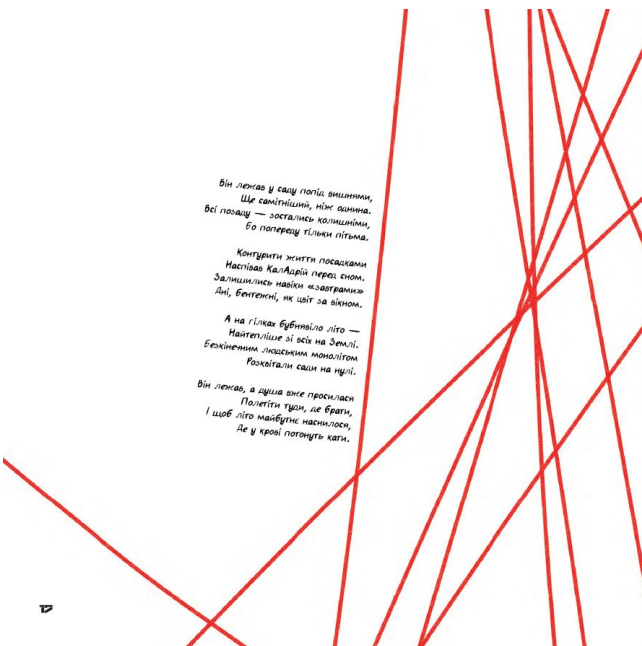 Він лежав у саду попід вишнями,
Ще самітніший, ніж однина.
Всі позаду — зостались колишніми,
Бо попереду тільки пітьма.
Контурити життя посадками
Наспівав КалАдрій перед сном.
Залишились навіки «завтрами»
Дні, бентежні, як цвіт за вікном.
А на гілках бубнявіло літо —
Найтепліше зі всіх на Землі.
Безкінечним людським монолітом
Розквітали сади на нулі.
Він лежав, а душа вже просилася
Полетіти туди, де брати,
І щоб літо майбутнє наснилося,
Де у крові потонуть кати.